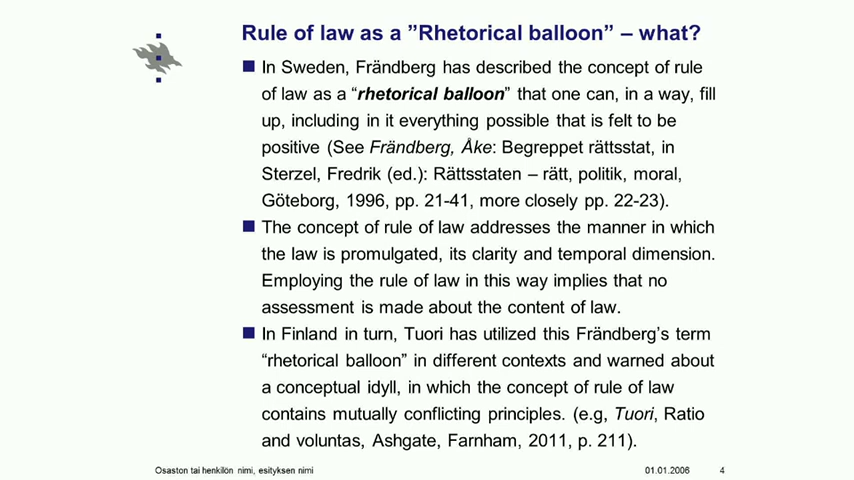 Rule of law as a ”Rhetorical balloon” – what?
In Sweden, Frändberg has described the concept of rule
of law as a “rhetorical balloon” that one can, in a way, fill
up, including in it everything possible that is felt to be
positive (See Frändberg, Åke: Begreppet rättsstat, in
Sterzel, Fredrik (ed.): Rättsstaten – rätt, politik, moral,
Göteborg, 1996, pp. 21-41, more closely pp. 22-23).
The concept of rule of law addresses the manner in which
the law is promulgated, its clarity and temporal dimension.
Employing the rule of law in this way implies that no
assessment is made about the content of law.
In Finland in turn, Tuori has utilized this Frändberg’s term
“rhetorical balloon” in different contexts and warned about
a conceptual idyll, in which the concept of rule of law
contains mutually conflicting principles. (e.g, Tuori, Ratio
and voluntas, Ashgate, Farnham, 2011, p. 211).
Osaston tai henkilön nimi, esityksen nimi
01.01.2006
4